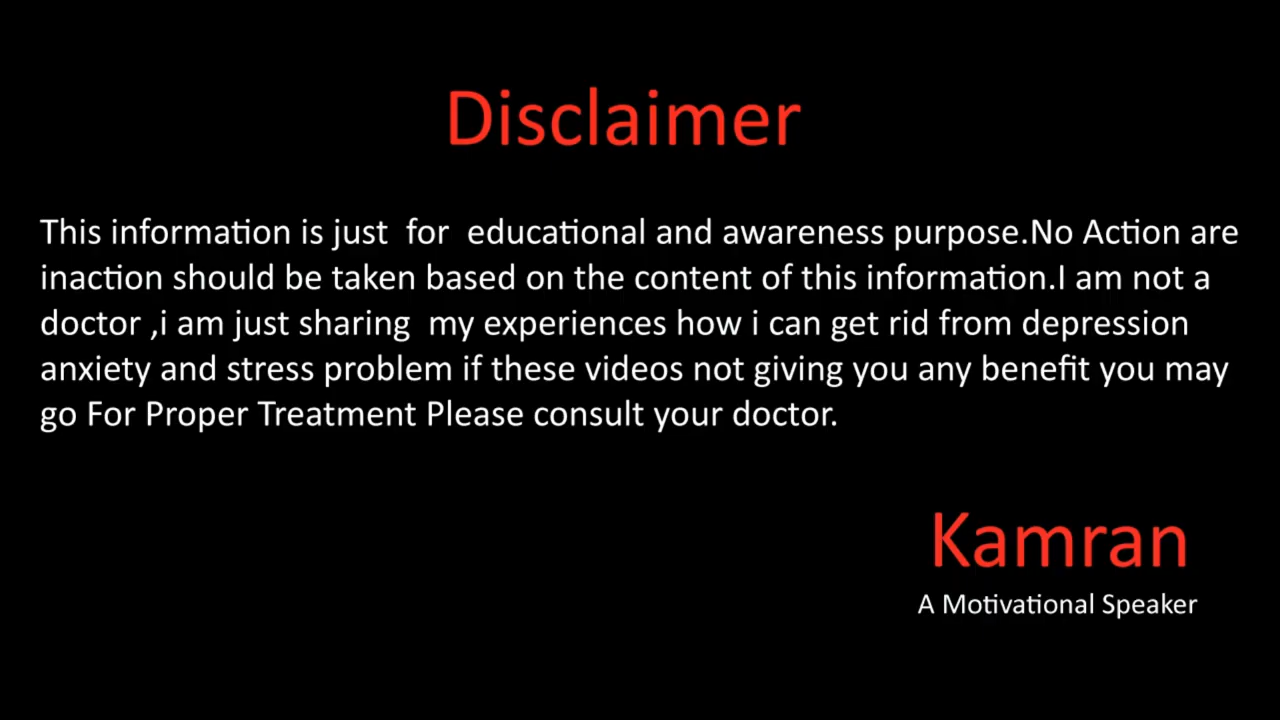 Disclaimer
This information is just  for  educational and awareness purpose.No Action are
inaction should be taken based on the content of this information.I am not a
doctor ,i am just sharing  my experiences how i can get rid from depression
anxiety and stress problem if these videos not giving you any benefit you may
go For Proper Treatment Please consult your doctor.
Kamran
A Motivational Speaker